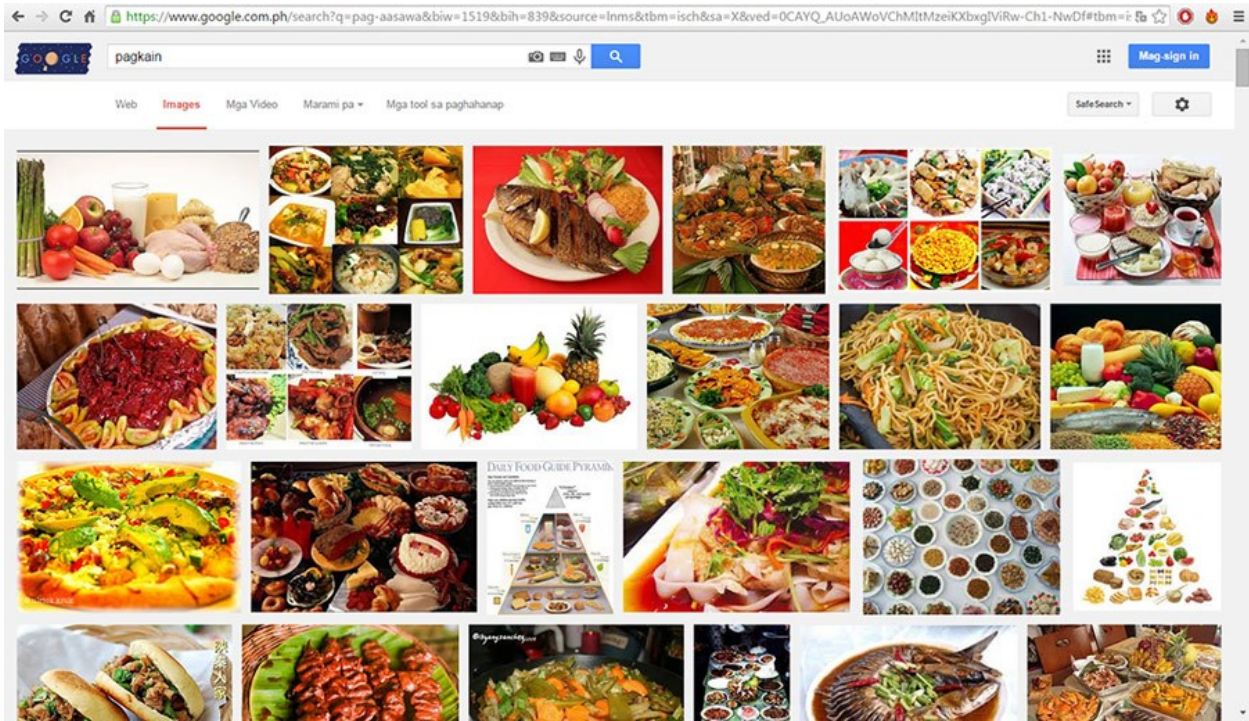 https://www.google.com.ph/search?q=pag-aasawa&biw=1519&bih=839&source=lnms&tbm=isch&sa=X&ved=0CAYQ_AUoAWoVChMItMzeiKXbxgIViRw-Ch1-NwDf#tbm=i
GOOGLE pagkain Mag-sign in
Web Images Mga Video Marami pa Mga tool sa paghahanap SafeSearch
DAILY FOOD GUIDE PYRAMI